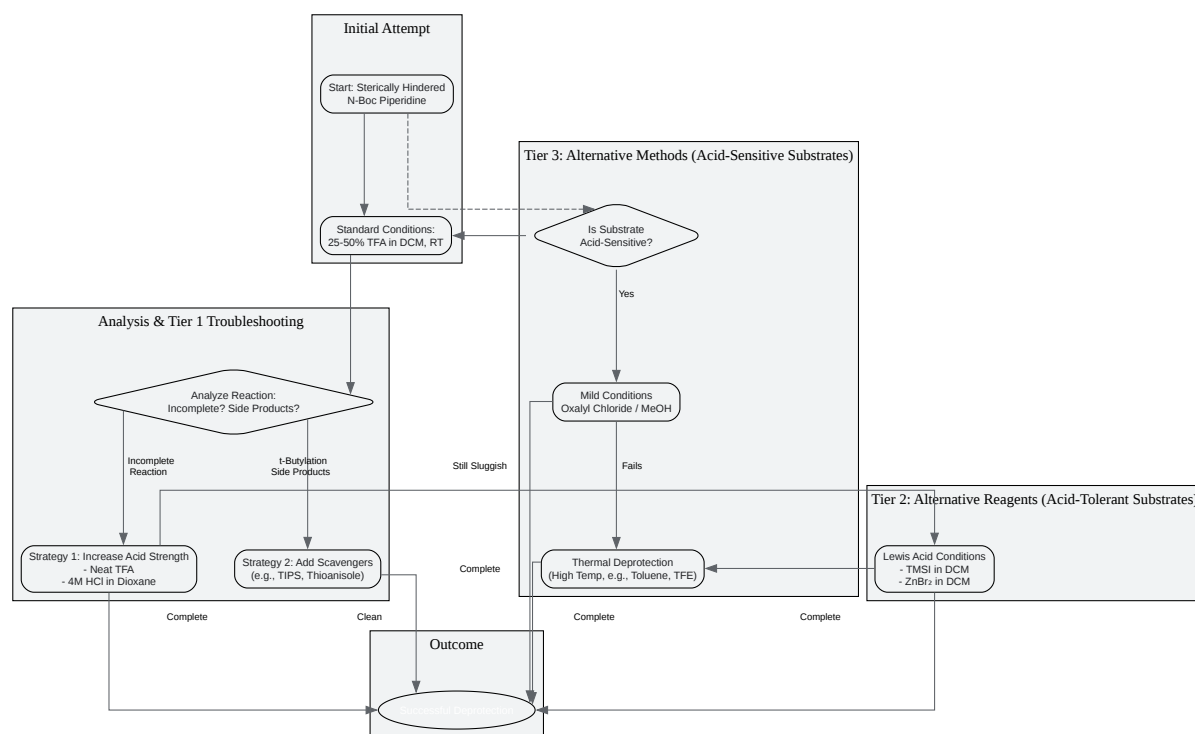 Initial Attempt
Start: Sterically Hindered
N-Boc Piperidine
Standard Conditions:
25-50% TFA in DCM, RT
Tier 3: Alternative Methods (Acid-Sensitive Substrates)
Is Substrate
Acid-Sensitive?
Yes
Mild Conditions
Oxalyl Chloride / MeOH
Fails
Thermal Deprotection
(High Temp, e.g., Toluene, TFE)
Analysis & Tier 1 Troubleshooting
Analyze Reaction:
Incomplete? Side Products?
Incomplete
Reaction
t-Butylation
Side Products
Strategy 1: Increase Acid Strength
- Neat TFA
- 4M HCl in Dioxane
Strategy 2: Add Scavengers
(e.g., TIPS, Thioanisole)
Still Sluggish
Tier 2: Alternative Reagents (Acid-Tolerant Substrates)
Lewis Acid Conditions
- TMSI in DCM
- ZnBr₂ in DCM
Complete
Complete
Clean
Complete
Complete
Outcome
Successful Deprotection